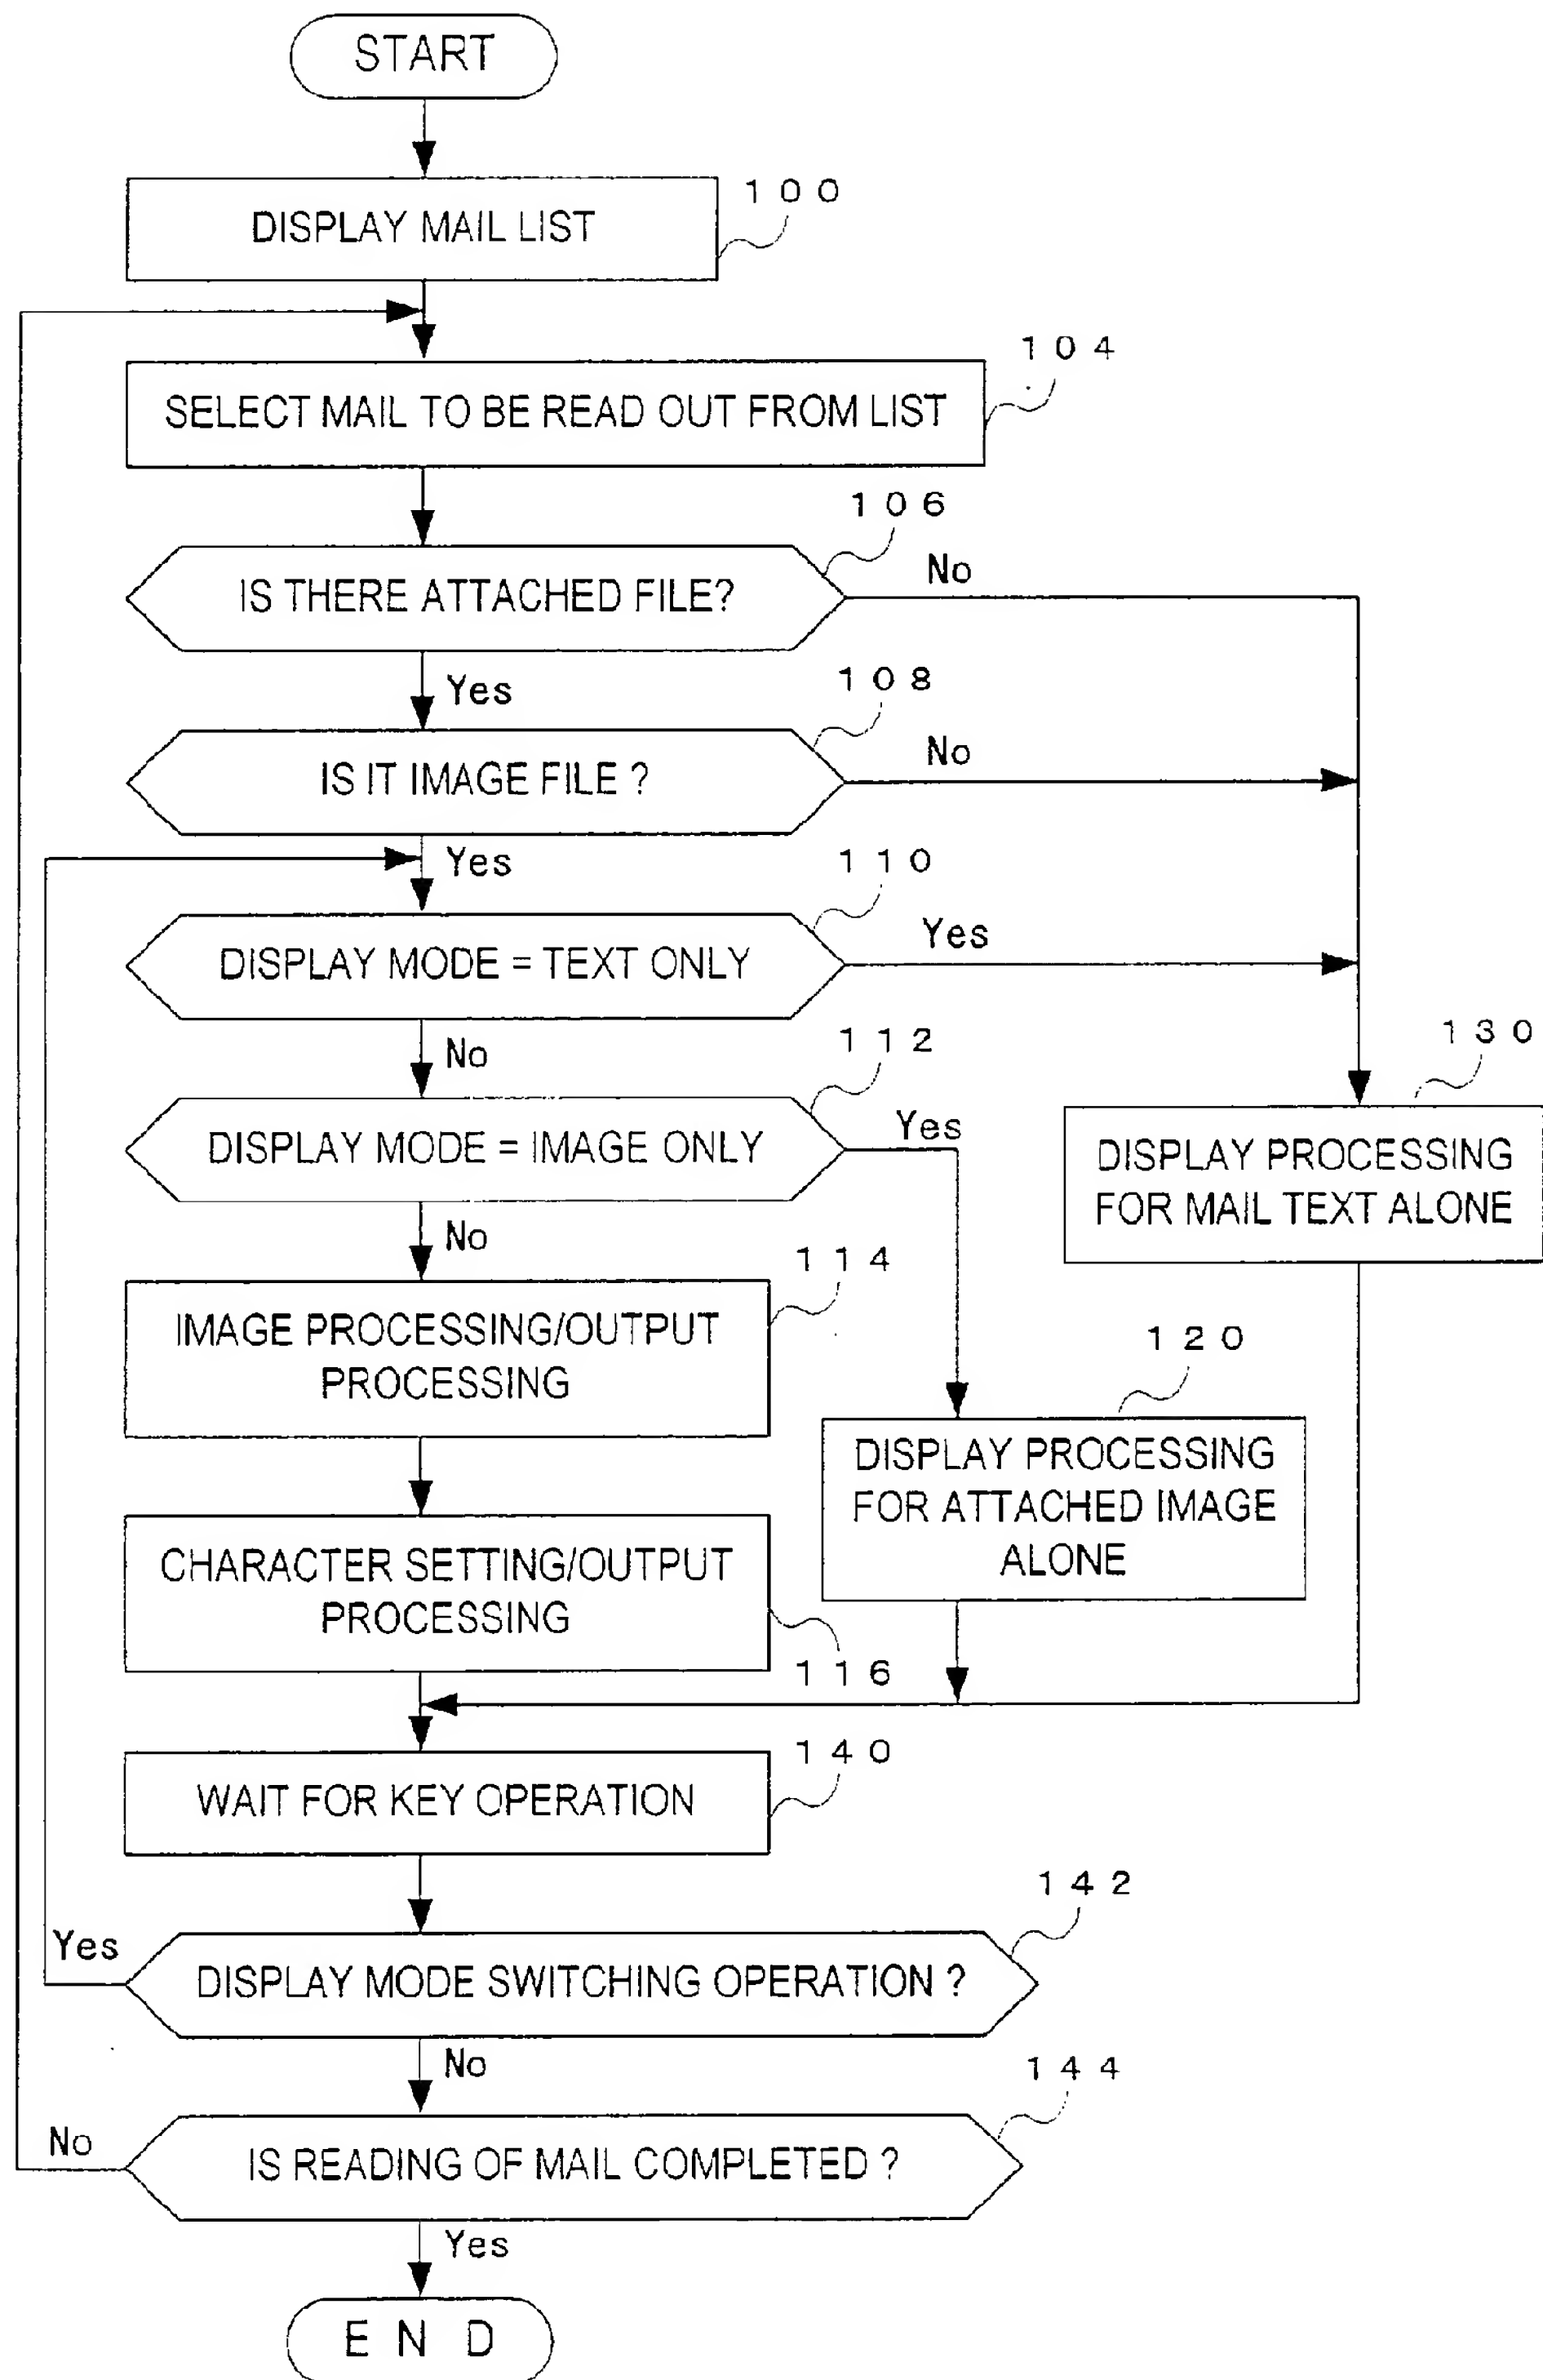 START
100
DISPLAY MAIL LIST
104
SELECT MAIL TO BE READ OUT FROM LIST
106
IS THERE ATTACHED FILE?
No
Yes
108
IS IT IMAGE FILE ?
No
Yes
110
DISPLAY MODE = TEXT ONLY
Yes
No
112
DISPLAY MODE = IMAGE ONLY
Yes
No
130
DISPLAY PROCESSING
FOR MAIL TEXT ALONE
114
IMAGE PROCESSING/OUTPUT
PROCESSING
120
DISPLAY PROCESSING
FOR ATTACHED IMAGE
ALONE
CHARACTER SETTING/OUTPUT
PROCESSING
116
140
WAIT FOR KEY OPERATION
142
Yes
DISPLAY MODE SWITCHING OPERATION ?
No
144
No
IS READING OF MAIL COMPLETED ?
Yes
END